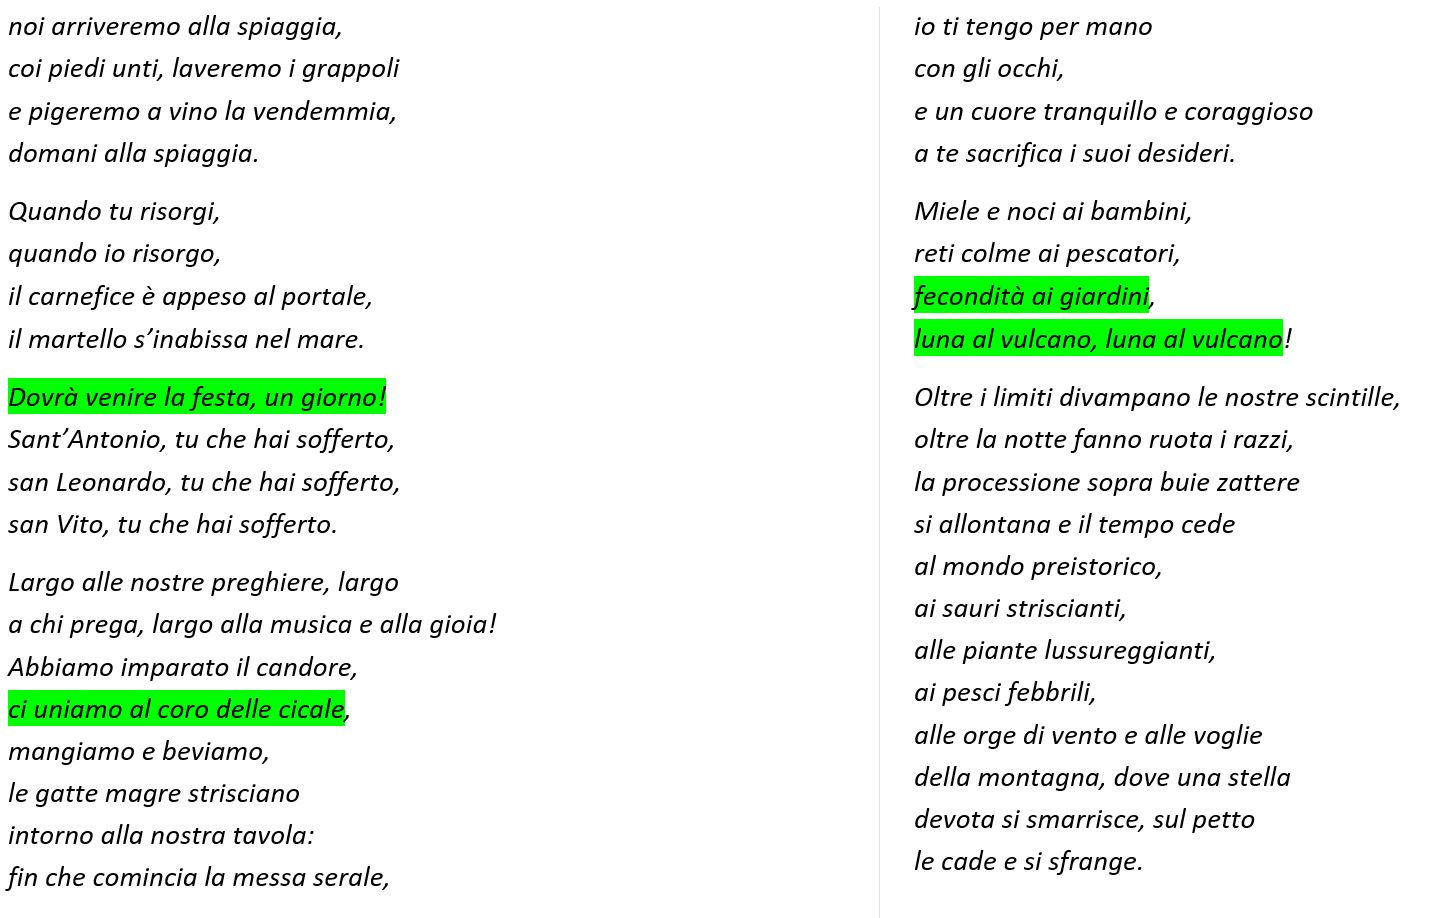 noi arriveremo alla spiaggia,
coi piedi unti, laveremo i grappoli
e pigeremo a vino la vendemmia,
domani alla spiaggia.
Quando tu risorgi,
quando io risorgo,
il carnefice è appeso al portale,
il martello s’inabissa nel mare.
Dovrà venire la festa, un giorno!
Sant’Antonio, tu che hai sofferto,
san Leonardo, tu che hai sofferto,
san Vito, tu che hai sofferto.
Largo alle nostre preghiere, largo
a chi prega, largo alla musica e alla gioia!
Abbiamo imparato il candore,
ci uniamo al coro delle cicale,
mangiamo e beviamo,
le gatte magre strisciano
intorno alla nostra tavola:
fin che comincia la messa serale,
io ti tengo per mano
con gli occhi,
e un cuore tranquillo e coraggioso
a te sacrifica i suoi desideri.
Miele e noci ai bambini,
reti colme ai pescatori,
fecondità ai giardini,
luna al vulcano, luna al vulcano!
Oltre i limiti divampano le nostre scintille,
oltre la notte fanno ruota i razzi,
la processione sopra buie zattere
si allontana e il tempo cede
al mondo preistorico,
ai sauri striscianti,
alle piante lussureggianti,
ai pesci febbrili,
alle orge di vento e alle voglie
della montagna, dove una stella
devota si smarrisce, sul petto
le cade e si sfrange.